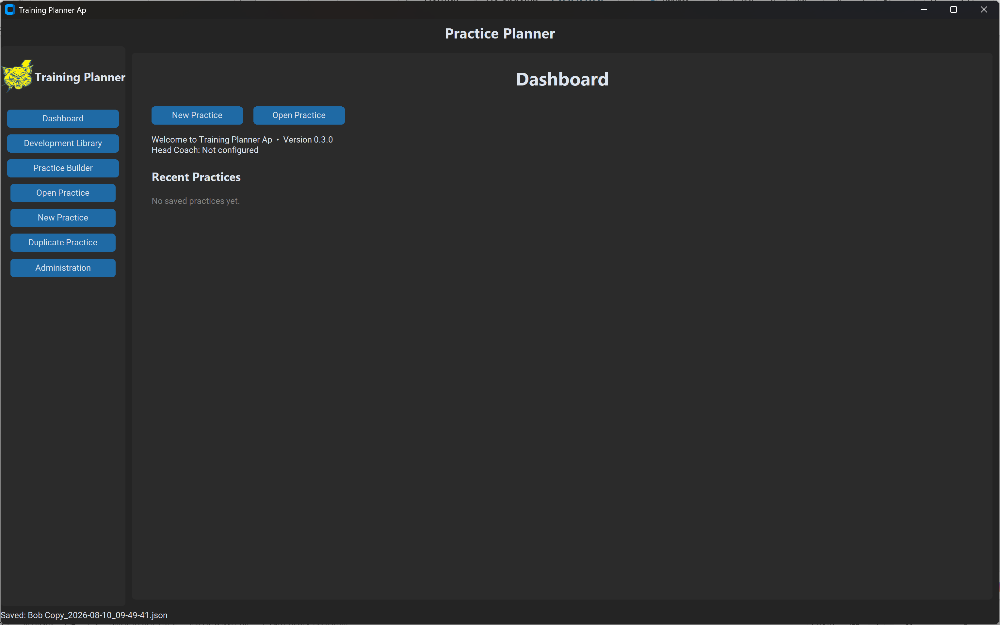 Training Planner Ap
Practice Planner
Training Planner
Dashboard
Development Library
Practice Builder
Open Practice
New Practice
Duplicate Practice
Administration
Dashboard
New Practice
Open Practice
Welcome to Training Planner Ap • Version 0.3.0
Head Coach: Not configured
Recent Practices
No saved practices yet.
Saved: Bob Copy_2026-08-10_09-49-41.json